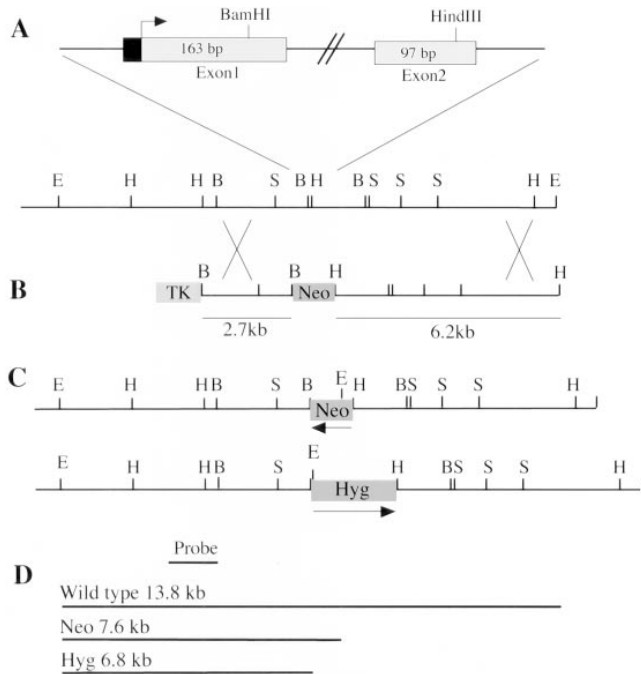 A
BamHI
HindIII
163 bp
97 bp
Exon1
Exon2
E H H B S B H B S S S H E
B
B B H H
TK Neo
2.7kb 6.2kb
C
E H H B S B E H B S S S H
Neo
E H H B S E H B S S S H
Hyg
Probe
D
Wild type 13.8 kb
Neo 7.6 kb
Hyg 6.8 kb